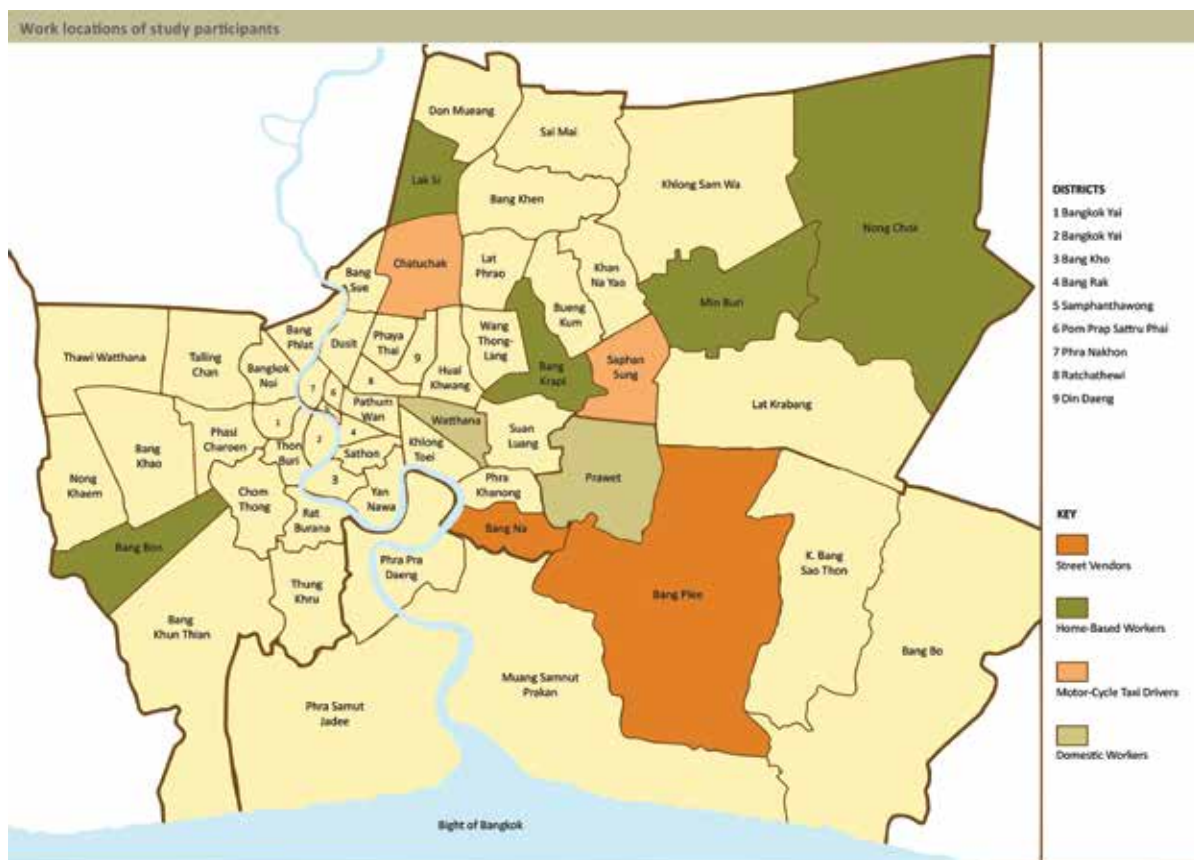 Work locations of study participants
Don Mueang
Sai Mai
Lak Si
Bang Khen
Khlong Sam Wa
Nong Chok
Chatuchak
Lat
Phrao
Bang
Sue
Khan
Na Yao
Bueng
Kum
Min Buri
Thawi Watthana
Talling
Chan
Bang
Phlat
Dusit
Phaya
Thai
9
Huai
Khwang
Wang
Thong-
Lang
Bang
Krapi
Saphan
Sung
Lat Krabang
Bangkok
Noi
7
6
8
Pathum
Wan
Watthana
Suan
Luang
Bang
Khao
Phasi
Charoen
1
Thon
Buri
2
4
Sathon
Khlong
Toei
Nong
Khaem
Chom
Thong
3
Yan
Nawa
Phra
Khanong
Prawet
Rat
Burana
Bang Bon
Bang Na
K. Bang
Sao Thon
Phra Pra
Daeng
Thung
Khru
Bang Plee
Bang
Khun Thian
Bang Bo
Muang Samnut
Prakan
Phra Samut
Jadee
Bight of Bangkok
DISTRICTS
1 Bangkok Yai
2 Bangkok Yai
3 Bang Kho
4 Bang Rak
5 Samphanthawong
6 Pom Prap Sattru Phai
7 Phra Nakhon
8 Ratchathewi
9 Din Daeng
KEY
Street Vendors
Home-Based Workers
Motor-Cycle Taxi Drivers
Domestic Workers